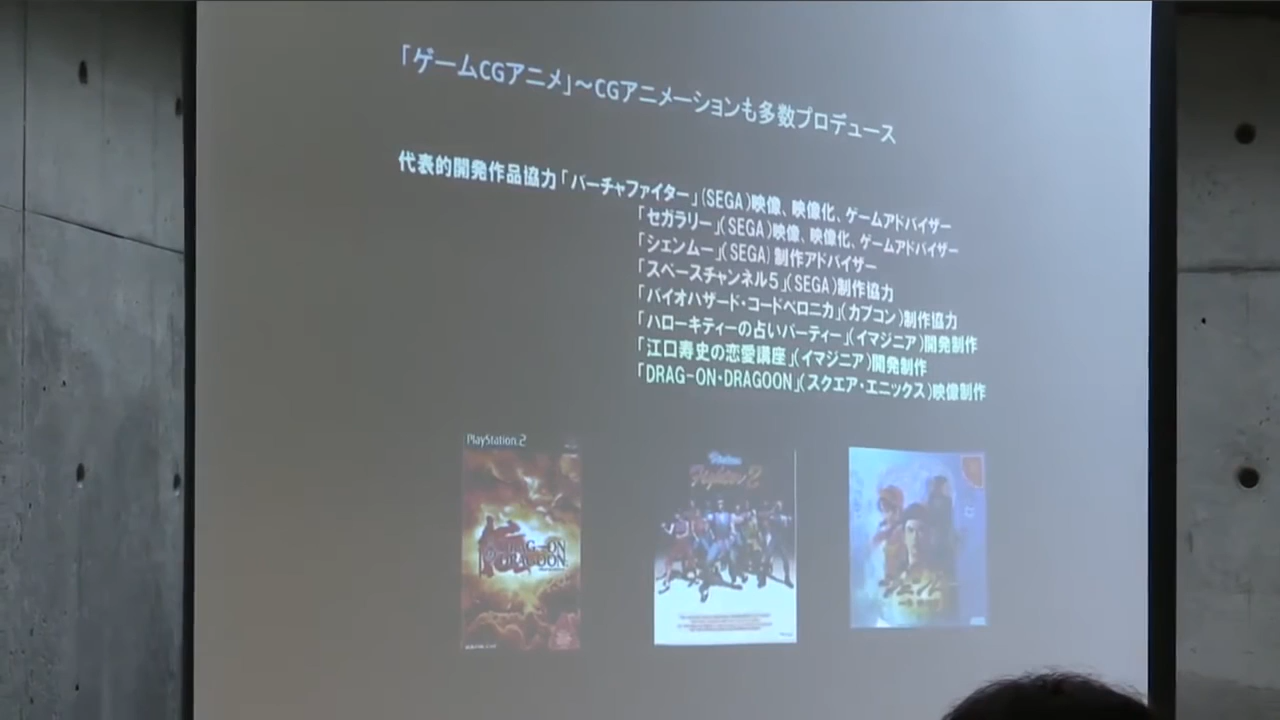 「ゲームCGアニメ」～CGアニメーションも多数プロデュース
代表的開発作品協力「バーチャファイター」(SEGA)映像、映像化、ゲームアドバイザー
「セガラリー」(SEGA)映像、映像化、ゲームアドバイザー
「シェンムー」(SEGA)制作アドバイザー
「スペースチャンネル5」(SEGA)制作協力
「バイオハザード・コードベロニカ」(カプコン)制作協力
「ハローキティーの占いパーティー」(イマジニア)開発制作
「江口寿史の恋愛講座」(イマジニア)開発制作
「DRAG-ON・DRAGOON」(スクエア・エニックス)映像制作
PlayStation 2
DRAG-ON
DRAGOON
Virtua
Fighter 2